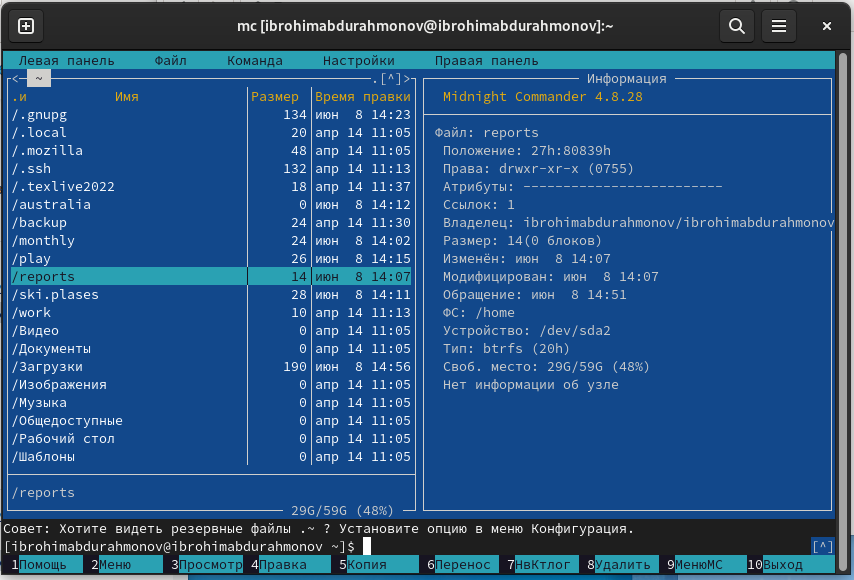 mc [ibrohimabdurahmonov@ibrohimabdurahmonov]:~
Левая панель Файл Команда Настройки Правая панель
<- ~ .[^]> Информация
.и Имя Размер Время правки Midnight Commander 4.8.28
/.gnupg 134 июн 8 14:23
/.local 20 апр 14 11:05 Файл: reports
/.mozilla 48 апр 14 11:05 Положение: 27h:80839h
/.ssh 132 апр 14 11:13 Права: drwxr-xr-x (0755)
/.texlive2022 18 апр 14 11:37 Атрибуты: -------------------------
/australia 0 июн 8 14:12 Ссылок: 1
/backup 24 апр 14 11:30 Владелец: ibrohimabdurahmonov/ibrohimabdurahmonov
/monthly 24 июн 8 14:02 Размер: 14(0 блоков)
/play 26 июн 8 14:15 Изменён: июн 8 14:07
/reports 14 июн 8 14:07 Модифицирован: июн 8 14:07
/ski.plases 28 июн 8 14:11 Обращение: июн 8 14:51
/work 10 апр 14 11:13 ФС: /home
/Видео 0 апр 14 11:05 Устройство: /dev/sda2
/Документы 0 апр 14 11:05 Тип: btrfs (20h)
/Загрузки 190 июн 8 14:56 Своб. место: 29G/59G (48%)
/Изображения 0 апр 14 11:05 Нет информации об узле
/Музыка 0 апр 14 11:05
/Общедоступные 0 апр 14 11:05
/Рабочий стол 0 апр 14 11:05
/Шаблоны 0 апр 14 11:05
/reports
29G/59G (48%)
Совет: Хотите видеть резервные файлы .~ ? Установите опцию в меню Конфигурация.
[ibrohimabdurahmonov@ibrohimabdurahmonov ~]$ [^]
1Помощь 2Меню 3Просмотр 4Правка 5Копия 6Перенос 7НвКтлог 8Удалить 9МенюMC 10Выход